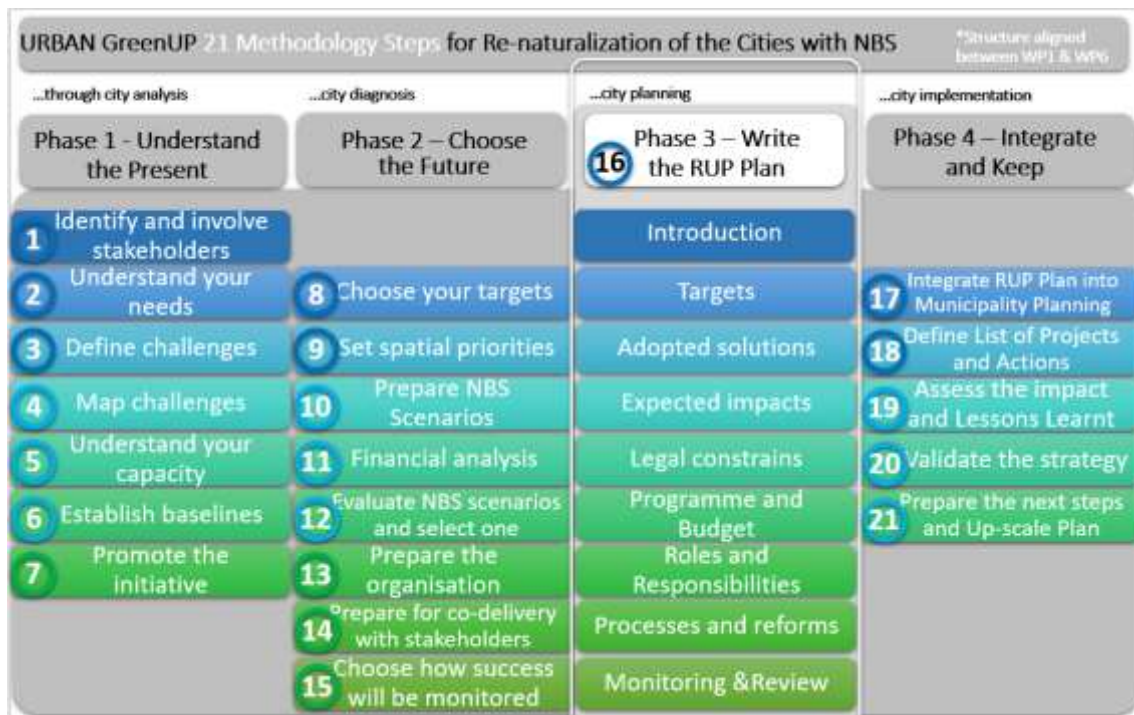 URBAN GreenUP 21 Methodology Steps for Re-naturalization of the Cities with NBS
*Structure aligned
between WP1 & WP6
...through city analysis
Phase 1 - Understand
the Present
1 Identify and involve
stakeholders
2 Understand your
needs
3 Define challenges
4 Map challenges
5 Understand your
capacity
6 Establish baselines
7 Promote the
initiative
...city diagnosis
Phase 2 – Choose
the Future
8 Choose your targets
9 Set spatial priorities
10 Prepare NBS
Scenarios
11 Financial analysis
12 Evaluate NBS scenarios
and select one
13 Prepare the
organisation
14 Prepare for co-delivery
with stakeholders
15 Choose how success
will be monitored
...city planning
16 Phase 3 – Write
the RUP Plan
Introduction
Targets
Adopted solutions
Expected impacts
Legal constrains
Programme and
Budget
Roles and
Responsibilities
Processes and reforms
Monitoring &Review
...city implementation
Phase 4 – Integrate
and Keep
17 Integrate RUP Plan into
Municipality Planning
18 Define List of Projects
and Actions
19 Assess the impact
and Lessons Learnt
20 Validate the strategy
21 Prepare the next steps
and Up-scale Plan